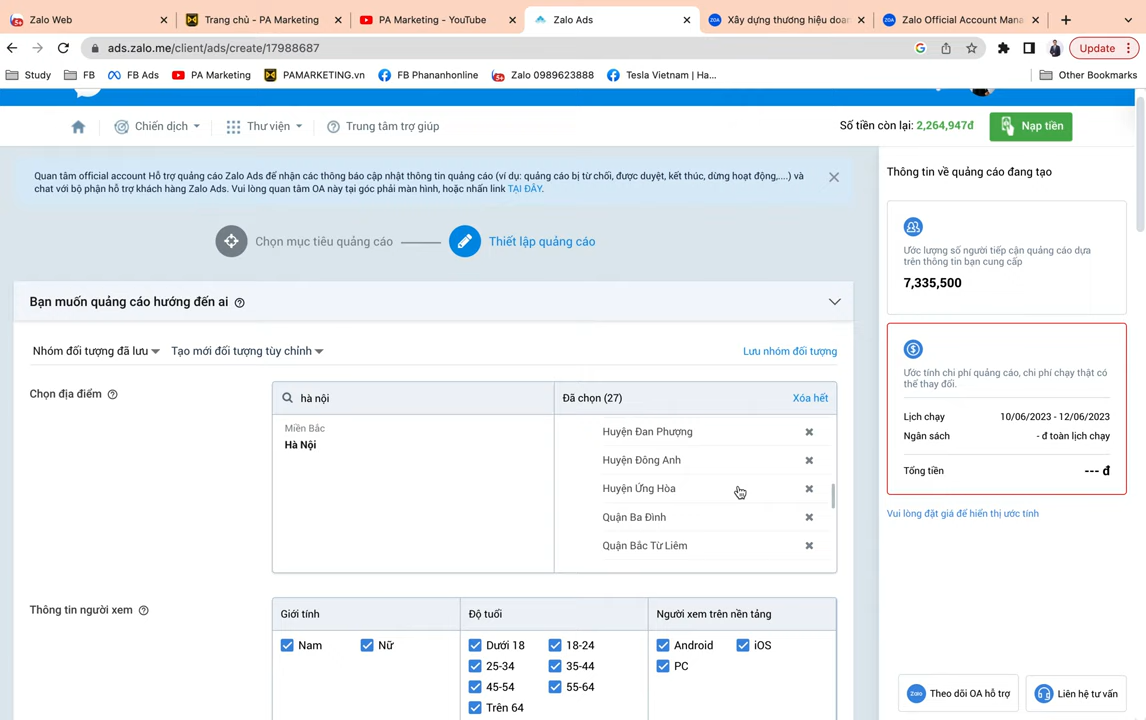 Zalo Web
Trang chủ - PA Marketing
PA Marketing - YouTube
Zalo Ads
Xây dựng thương hiệu doan
Zalo Official Account Mana
ads.zalo.me/client/ads/create/17988687
Update
Study
FB
FB Ads
PA Marketing
PAMARKETING.vn
FB Phananhonline
Zalo 0989623888
Tesla Vietnam | Ha...
Other Bookmarks
Chiến dịch
Thư viện
Trung tâm trợ giúp
Số tiền còn lại: 2,264,947đ
Nạp tiền
Quan tâm official account Hỗ trợ quảng cáo Zalo Ads để nhận các thông báo cập nhật thông tin quảng cáo (ví dụ: quảng cáo bị từ chối, được duyệt, kết thúc, dừng hoạt động,....) và
chat với bộ phận hỗ trợ khách hàng Zalo Ads. Vui lòng quan tâm OA này tại góc phải màn hình, hoặc nhấn link TẠI ĐÂY.
Chọn mục tiêu quảng cáo
Thiết lập quảng cáo
Bạn muốn quảng cáo hướng đến ai
Nhóm đối tượng đã lưu
Tạo mới đối tượng tùy chỉnh
Lưu nhóm đối tượng
Chọn địa điểm
hà nội
Đã chọn (27)
Xóa hết
Miền Bắc
Hà Nội
Huyện Đan Phượng
Huyện Đông Anh
Huyện Ứng Hòa
Quận Ba Đình
Quận Bắc Từ Liêm
Thông tin người xem
Giới tính
Độ tuổi
Người xem trên nền tảng
Nam
Nữ
Dưới 18
18-24
Android
iOS
25-34
35-44
PC
45-54
55-64
Trên 64
Thông tin về quảng cáo đang tạo
Ước lượng số người tiếp cận quảng cáo dựa
trên thông tin bạn cung cấp
7,335,500
Ước tính chi phí quảng cáo, chi phí chạy thật có
thể thay đổi.
Lịch chạy
10/06/2023 - 12/06/2023
Ngân sách
- đ toàn lịch chạy
Tổng tiền
--- đ
Vui lòng đặt giá để hiển thị ước tính
Zalo
Theo dõi OA hỗ trợ
Liên hệ tư vấn